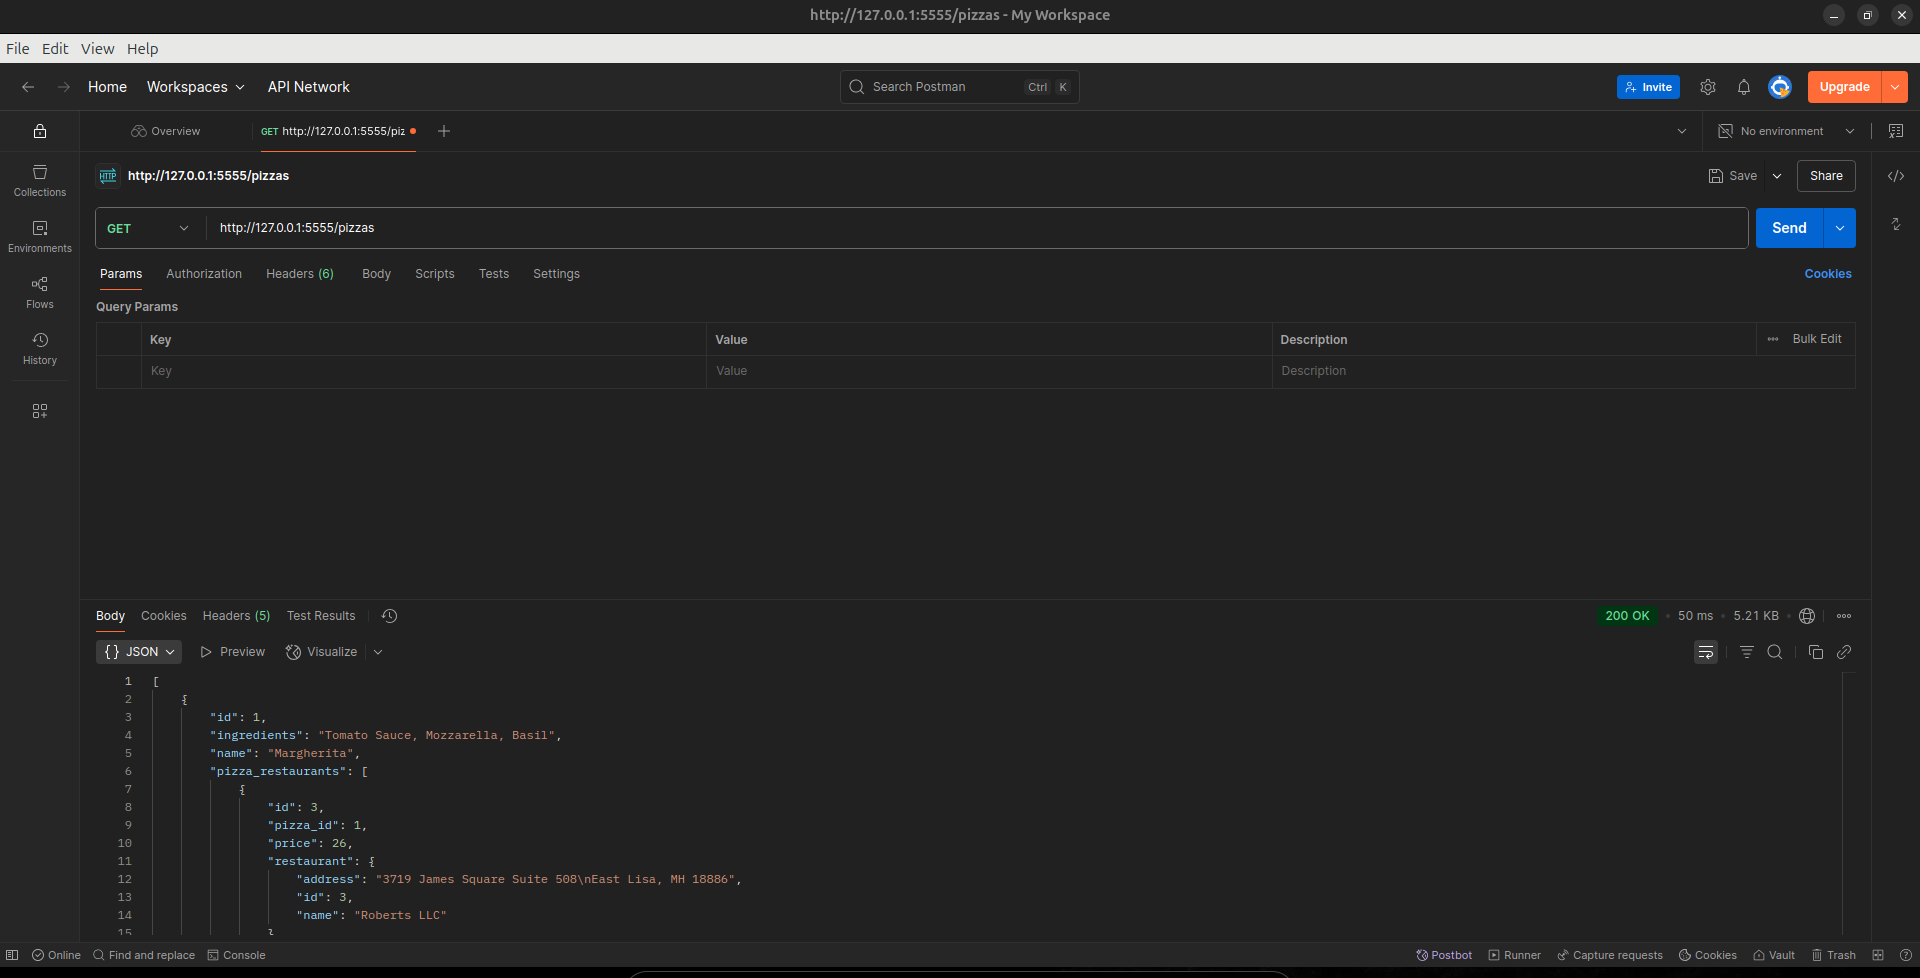 http://127.0.0.1:5555/pizzas - My Workspace
File Edit View Help
Home Workspaces API Network Search Postman Ctrl K Invite Upgrade
Overview GET http://127.0.0.1:5555/piz No environment
HTTP http://127.0.0.1:5555/pizzas Save Share
Collections
Environments
Flows
History
GET http://127.0.0.1:5555/pizzas Send
Params Authorization Headers (6) Body Scripts Tests Settings Cookies
Query Params
Key Value Description Bulk Edit
Key Value Description
Body Cookies Headers (5) Test Results 200 OK 50 ms 5.21 KB
{ } JSON Preview Visualize
1 [
2 {
3 "id": 1,
4 "ingredients": "Tomato Sauce, Mozzarella, Basil",
5 "name": "Margherita",
6 "pizza_restaurants": [
7 {
8 "id": 3,
9 "pizza_id": 1,
10 "price": 26,
11 "restaurant": {
12 "address": "3719 James Square Suite 508\nEast Lisa, MH 18886",
13 "id": 3,
14 "name": "Roberts LLC"
15 }
Online Find and replace Console Postbot Runner Capture requests Cookies Vault Trash